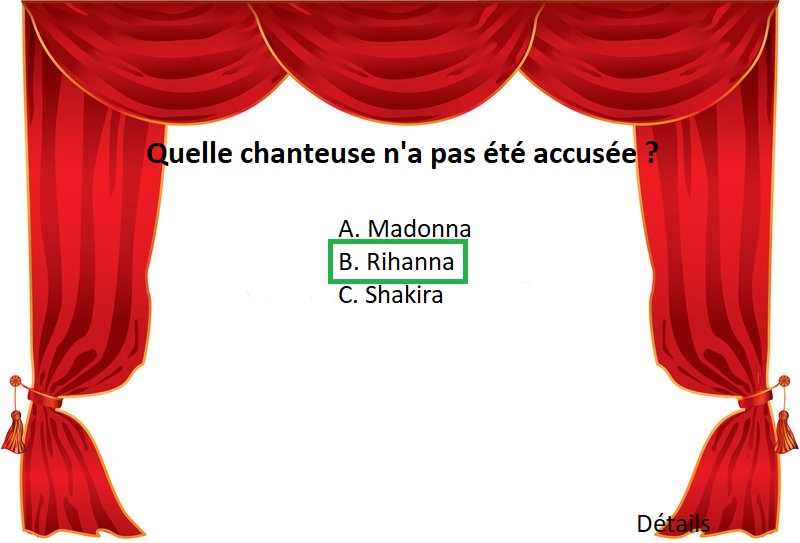 Quelle chanteuse n'a pas été accusée ?
A. Madonna
B. Rihanna
C. Shakira
Détails